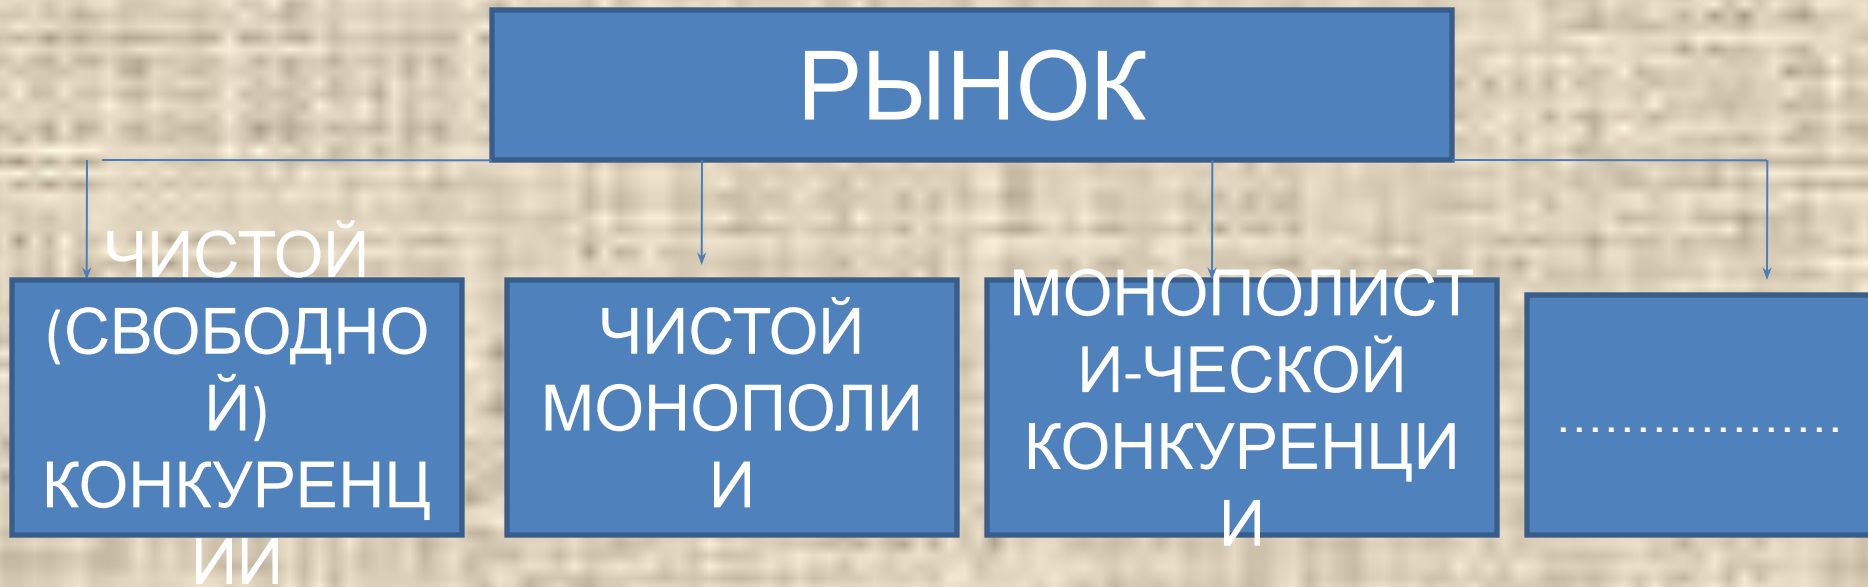 РЫНОК
ЧИСТОЙ
(СВОБОДНО
Й)
КОНКУРЕНЦ
ИИ
ЧИСТОЙ
МОНОПОЛИ
И
МОНОПОЛИСТ
И-ЧЕСКОЙ
КОНКУРЕНЦИ
И
..................